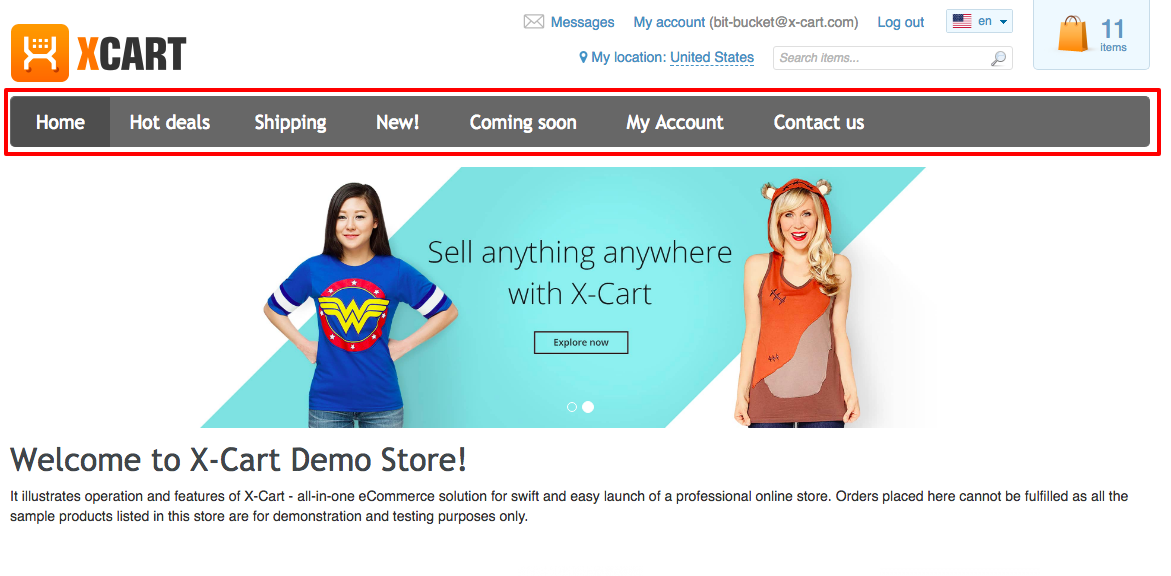 Messages My account (bit-bucket@x-cart.com) Log out en
11
items
XCART
My location: United States Search items...
Home Hot deals Shipping New! Coming soon My Account Contact us
Sell anything anywhere
with X-Cart
Explore now
Welcome to X-Cart Demo Store!
It illustrates operation and features of X-Cart - all-in-one eCommerce solution for swift and easy launch of a professional online store. Orders placed here cannot be fulfilled as all the
sample products listed in this store are for demonstration and testing purposes only.